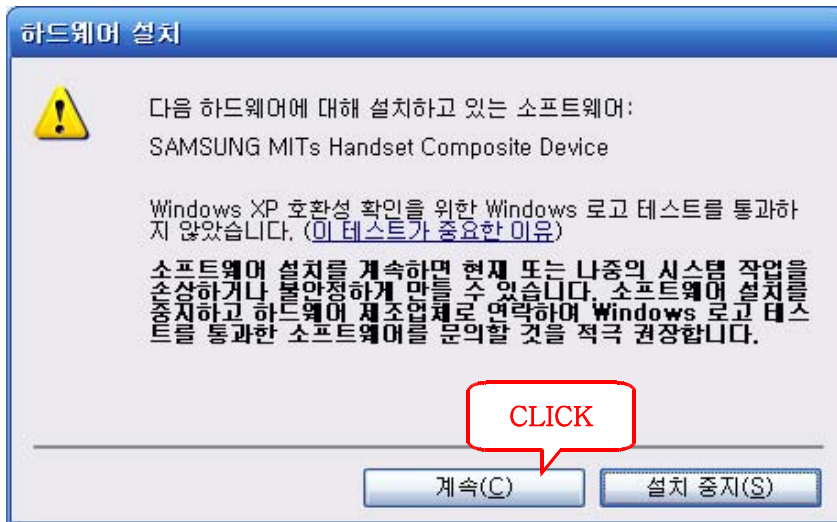 하드웨어 설치
다음 하드웨어에 대해 설치하고 있는 소프트웨어:
SAMSUNG MITs Handset Composite Device
Windows XP 호환성 확인을 위한 Windows 로고 테스트를 통과하
지 않았습니다. (이 테스트가 중요한 이유)
소프트웨어 설치를 계속하면 현재 또는 나중의 시스템 작업을
손상하거나 불안정하게 만들 수 있습니다. 소프트웨어 설치를
중지하고 하드웨어 제조업체로 연락하여 Windows 로고 테스
트를 통과한 소프트웨어를 문의할 것을 적극 권장합니다.
CLICK
계속(C)
설치 중지(S)